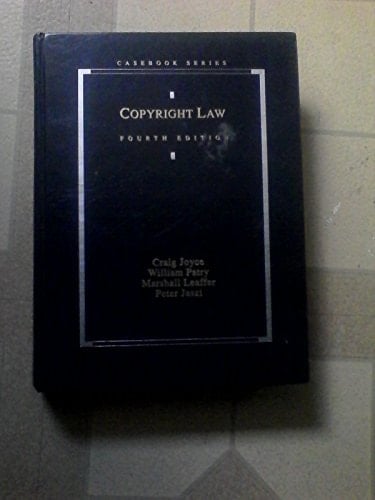 CASEBOOK SERIES
COPYRIGHT LAW
FOURTH EDITION
Craig Joyce
William Patry
Marshall Leaffer
Peter Jaszi